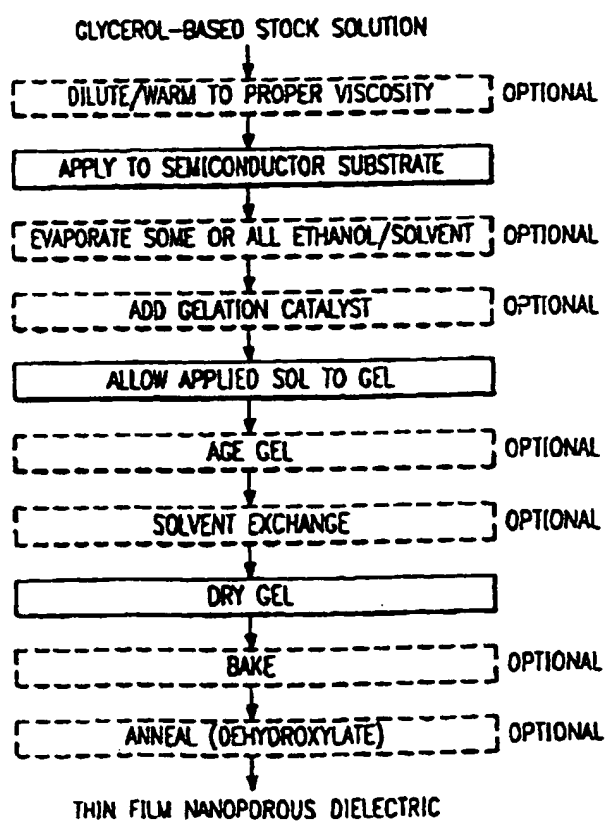 GLYCEROL-BASED STOCK SOLUTION
DILUTE/WARM TO PROPER VISCOSITY OPTIONAL
APPLY TO SEMICONDUCTOR SUBSTRATE
EVAPORATE SOME OR ALL ETHANOL/SOLVENT OPTIONAL
ADD GELATION CATALYST OPTIONAL
ALLOW APPLIED SOL TO GEL
AGE GEL OPTIONAL
SOLVENT EXCHANGE OPTIONAL
DRY GEL
BAKE OPTIONAL
ANNEAL (DEHYDROXYLATE) OPTIONAL
THIN FILM NANOPOROUS DIELECTRIC